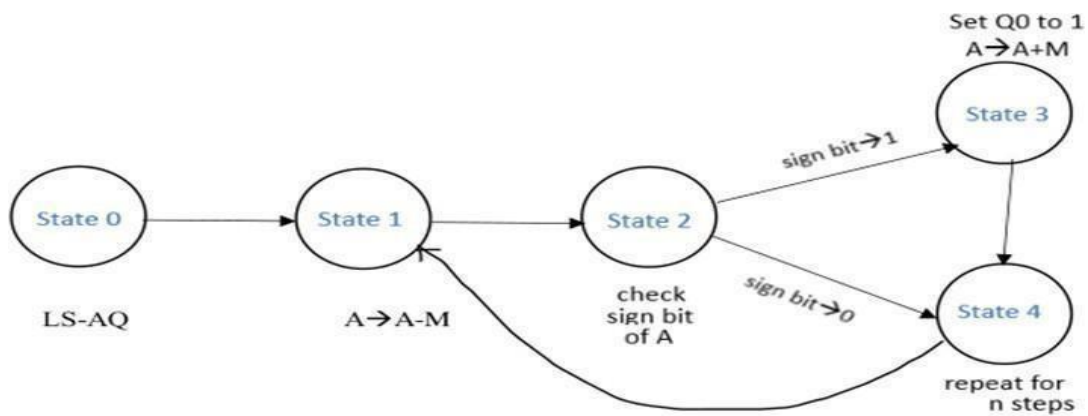 Set Q0 to 1
A→A+M
State 3
sign bit→1
State 0
State 1
State 2
LS-AQ
A→A-M
check
sign bit
of A
sign bit→0
State 4
repeat for
n steps